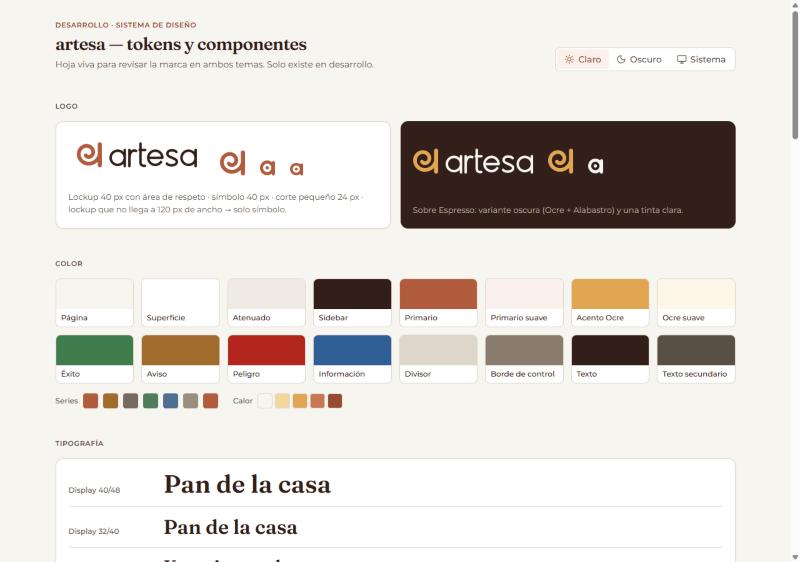 DESARROLLO · SISTEMA DE DISEÑO
artesa — tokens y componentes
Hoja viva para revisar la marca en ambos temas. Solo existe en desarrollo.
Claro
Oscuro
Sistema
LOGO
artesa
Lockup 40 px con área de respeto · símbolo 40 px · corte pequeño 24 px ·
lockup que no llega a 120 px de ancho → solo símbolo.
artesa
Sobre Espresso: variante oscura (Ocre + Alabastro) y una tinta clara.
COLOR
Página
Superficie
Atenuado
Sidebar
Primario
Primario suave
Acento Ocre
Ocre suave
Éxito
Aviso
Peligro
Información
Divisor
Borde de control
Texto
Texto secundario
Series
Calor
TIPOGRAFÍA
Display 40/48
Pan de la casa
Display 32/40
Pan de la casa